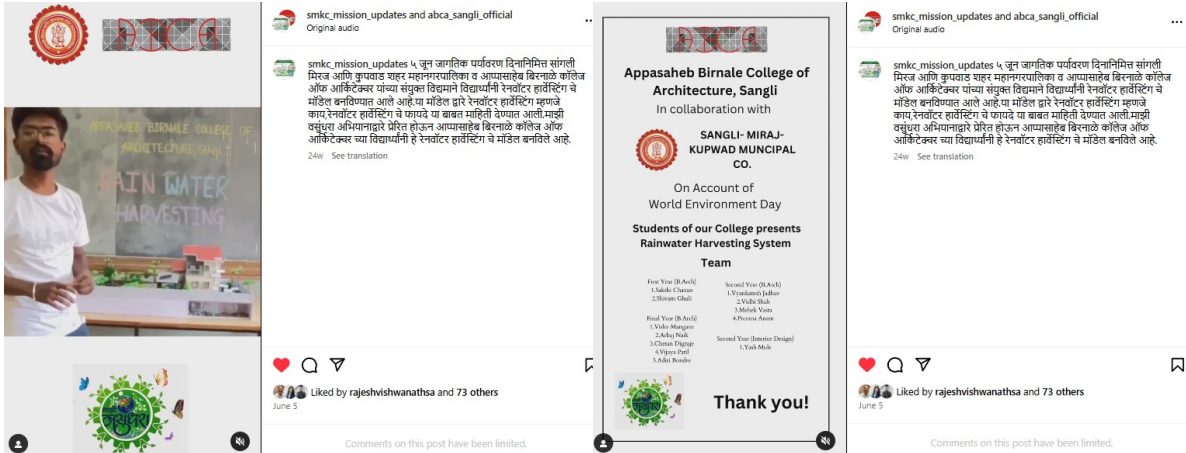 ABCA
smkc_mission_updates and abca_sangli_official
Original audio
smkc_mission_updates ५ जून जागतिक पर्यावरण दिनानिमित्त सांगली
मिरज आणि कुपवाड शहर महानगरपालिका व आप्पासाहेब बिरनाळे कॉलेज
ऑफ आर्किटेक्चर यांच्या संयुक्त विद्यमाने विद्यार्थ्यांनी रेनवॉटर हार्वेस्टिंग चे
मॉडेल बनविण्यात आले आहे.या मॉडेल द्वारे रेनवॉटर हार्वेस्टिंग म्हणजे
काय,रेनवॉटर हार्वेस्टिंग चे फायदे या बाबत माहिती देण्यात आली.माझी
वसुंधरा अभियानाद्वारे प्रेरित होऊन आप्पासाहेब बिरनाळे कॉलेज ऑफ
आर्किटेक्चर च्या विद्यार्थ्यांनी हे रेनवॉटर हार्वेस्टिंग चे मॉडेल बनविले आहे.
24w See translation
APPASAHEB BIRNALE COLLEGE OF
ARCHITECTURE, SANGLI
RAIN WATER
HARVESTING
माझी
वसुंधरा
Liked by rajeshvishwanathsa and 73 others
June 5
Comments on this post have been limited.
ABCA
Appasaheb Birnale College of
Architecture, Sangli
In collaboration with
SANGLI- MIRAJ-
KUPWAD MUNCIPAL
CO.
On Account of
World Environment Day
Students of our College presents
Rainwater Harvesting System
Team
First Year (B.Arch)
1.Sakshi Chavan
2.Shivam Ghuli
Second Year (B.Arch)
1.Vyankatesh Jadhav
2.Vidhi Shah
3.Mehek Vasta
4.Prerana Anam
Final Year (B.Arch)
1.Vishv Mangave
2.Arbaj Naik
3.Chetan Digraje
4.Vijaya Patil
5.Aditi Bondre
Second Year (Interior Design)
1.Yash Mule
माझी
वसुंधरा
Thank you!
smkc_mission_updates and abca_sangli_official
Original audio
smkc_mission_updates ५ जून जागतिक पर्यावरण दिनानिमित्त सांगली
मिरज आणि कुपवाड शहर महानगरपालिका व आप्पासाहेब बिरनाळे कॉलेज
ऑफ आर्किटेक्चर यांच्या संयुक्त विद्यमाने विद्यार्थ्यांनी रेनवॉटर हार्वेस्टिंग चे
मॉडेल बनविण्यात आले आहे.या मॉडेल द्वारे रेनवॉटर हार्वेस्टिंग म्हणजे
काय,रेनवॉटर हार्वेस्टिंग चे फायदे या बाबत माहिती देण्यात आली.माझी
वसुंधरा अभियानाद्वारे प्रेरित होऊन आप्पासाहेब बिरनाळे कॉलेज ऑफ
आर्किटेक्चर च्या विद्यार्थ्यांनी हे रेनवॉटर हार्वेस्टिंग चे मॉडेल बनविले आहे.
24w See translation
Liked by rajeshvishwanathsa and 73 others
June 5
Comments on this post have been limited.